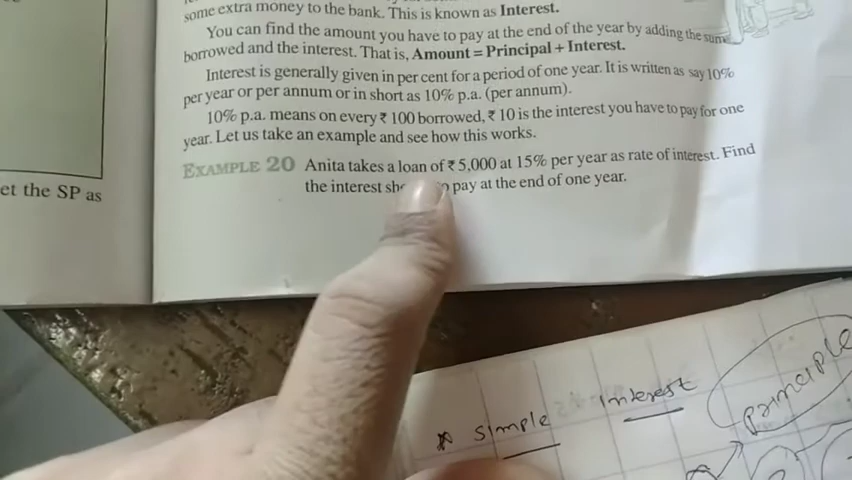 some extra money to the bank. This is known as Interest.
You can find the amount you have to pay at the end of the year by adding the sum
borrowed and the interest. That is, Amount = Principal + Interest.
Interest is generally given in per cent for a period of one year. It is written as say 10%
per year or per annum or in short as 10% p.a. (per annum).
10% p.a. means on every ₹ 100 borrowed, ₹ 10 is the interest you have to pay for one
year. Let us take an example and see how this works.
EXAMPLE 20 Anita takes a loan of ₹ 5,000 at 15% per year as rate of interest. Find
the interest pay at the end of one year.
et the SP as
simple interest
principle